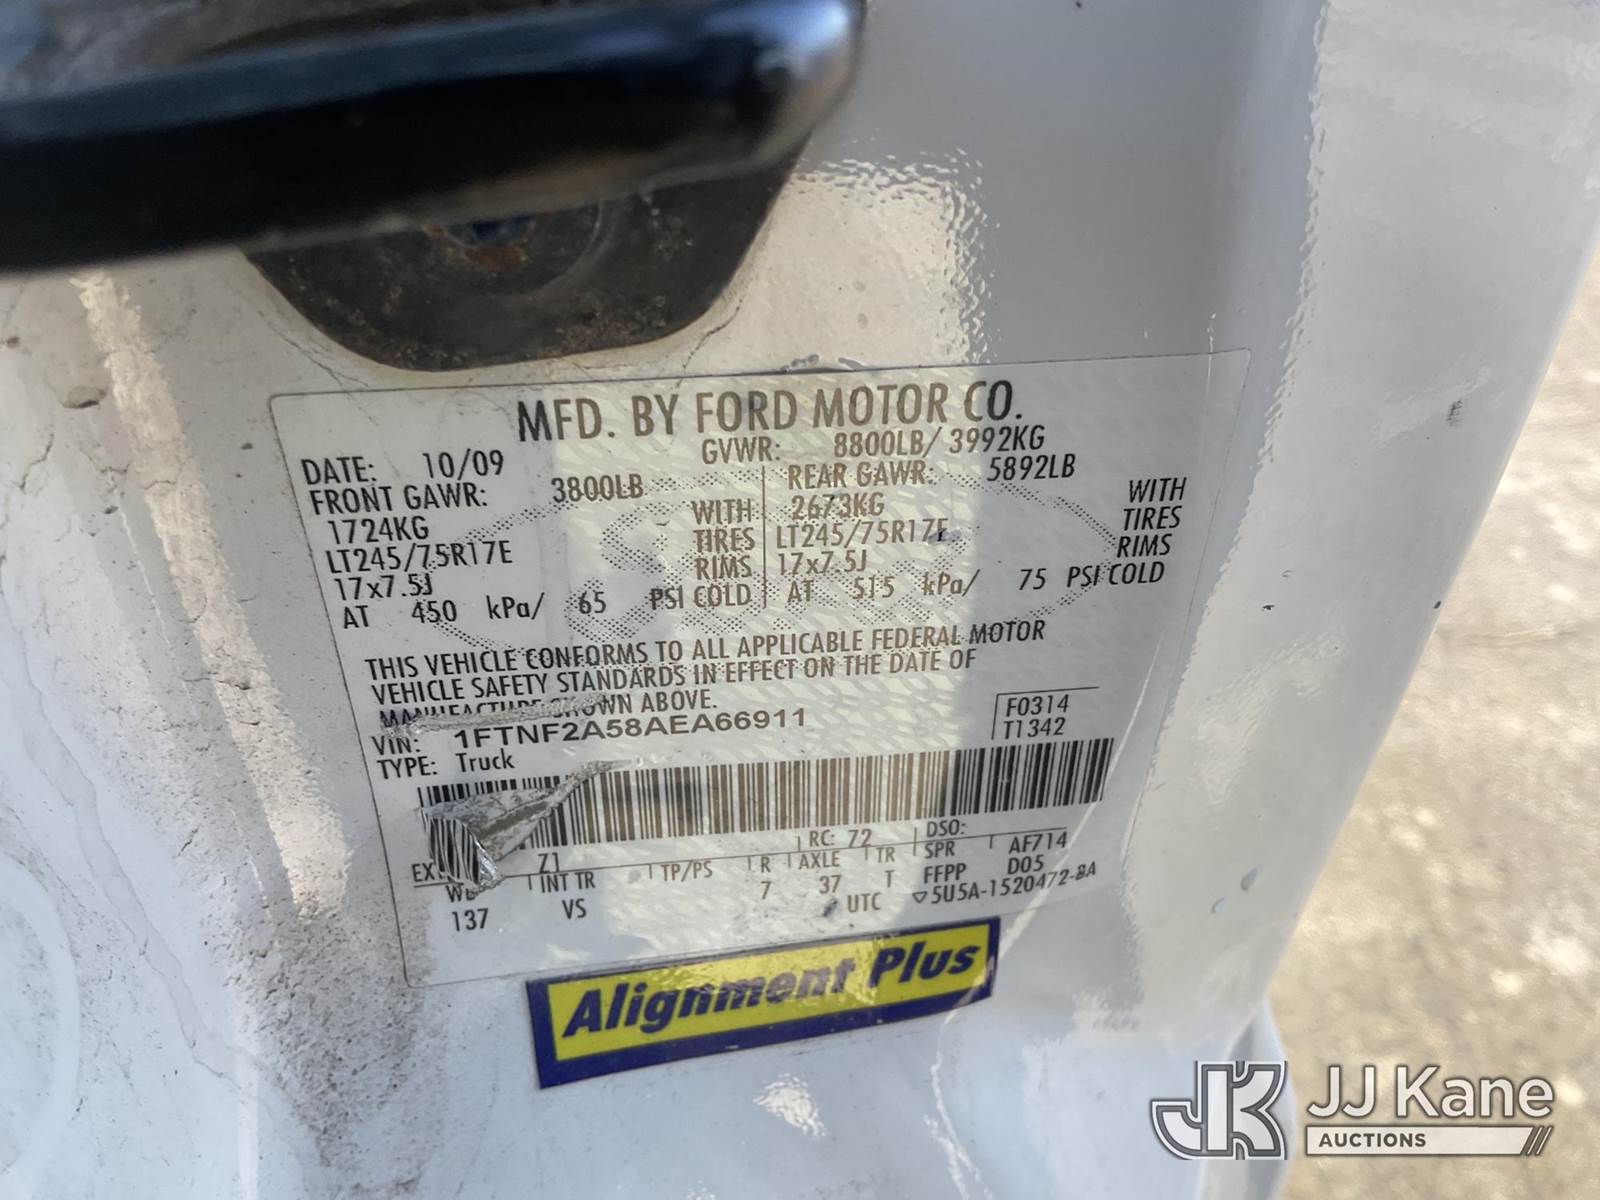 MFD. BY FORD MOTOR CO.
DATE: 10/09 GVWR: 8800LB/ 3992KG
FRONT GAWR: 3800LB REAR GAWR: 5892LB
1724KG WITH 2673KG WITH
LT245/75R17E TIRES LT245/75R17E TIRES
17x7.5J RIMS 17x7.5J RIMS
AT 450 kPa/ 65 PSI COLD AT 515 kPa/ 75 PSI COLD
THIS VEHICLE CONFORMS TO ALL APPLICABLE FEDERAL MOTOR
VEHICLE SAFETY STANDARDS IN EFFECT ON THE DATE OF
MANUFACTURE SHOWN ABOVE.
VIN: 1FTNF2A58AEA66911 F0314
TYPE: Truck T1342
EX Z1 RC: 72 DSO:
WB INT TR TP/PS R AXLE TR SPR AF714
137 VS 7 37 T FFPP D05
UTC ▽5U5A-1520472-BA
Alignment Plus
JK JJ Kane
AUCTIONS